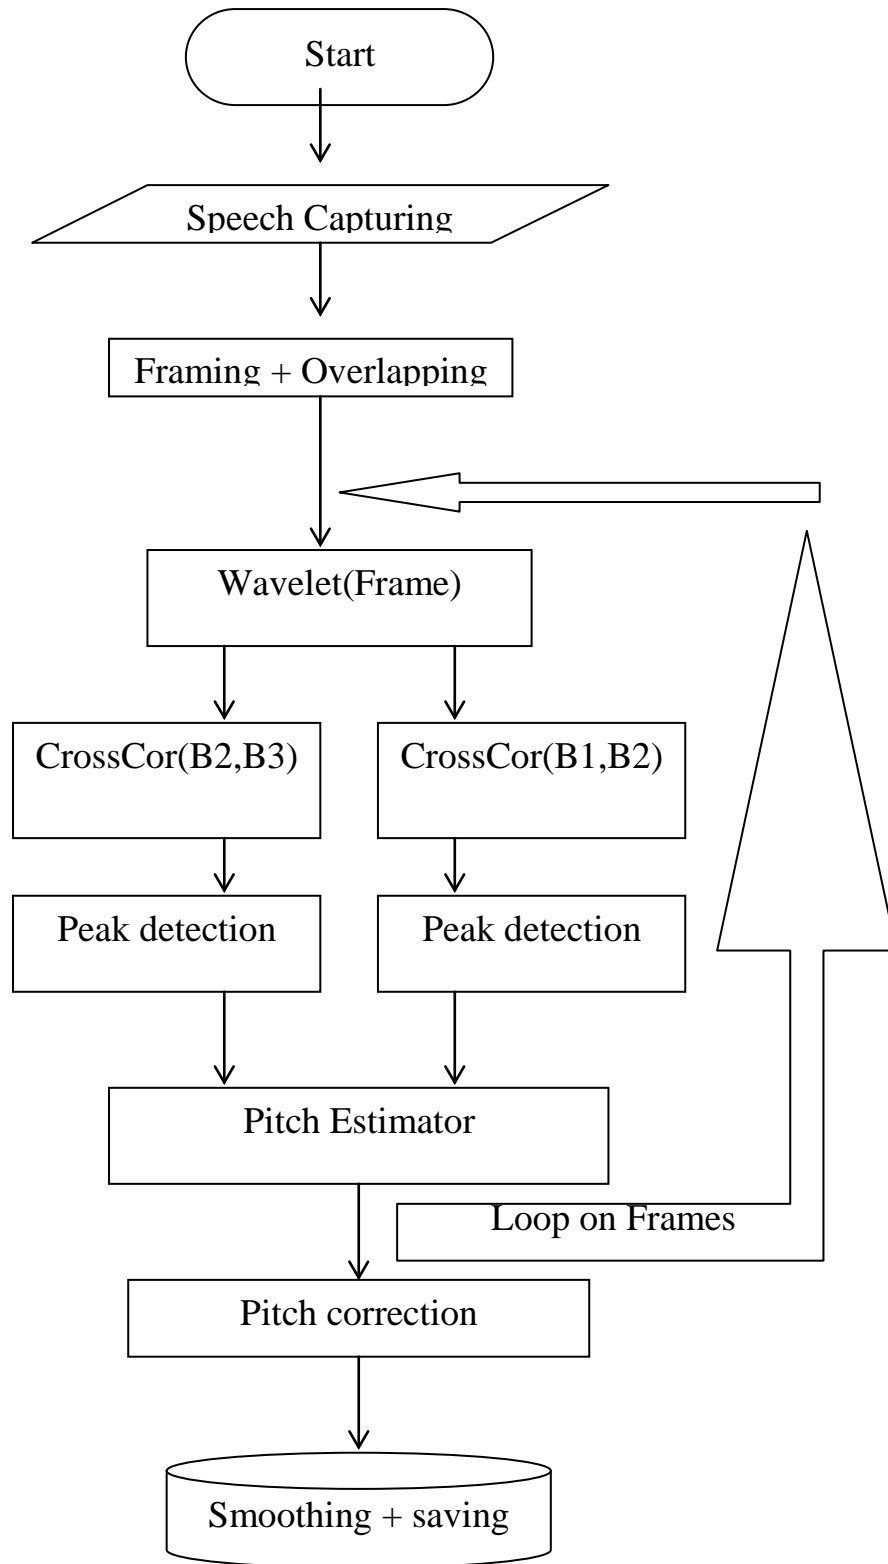 Start
Speech Capturing
Framing + Overlapping
Wavelet(Frame)
CrossCor(B2,B3)
CrossCor(B1,B2)
Peak detection
Peak detection
Pitch Estimator
Loop on Frames
Pitch correction
Smoothing + saving